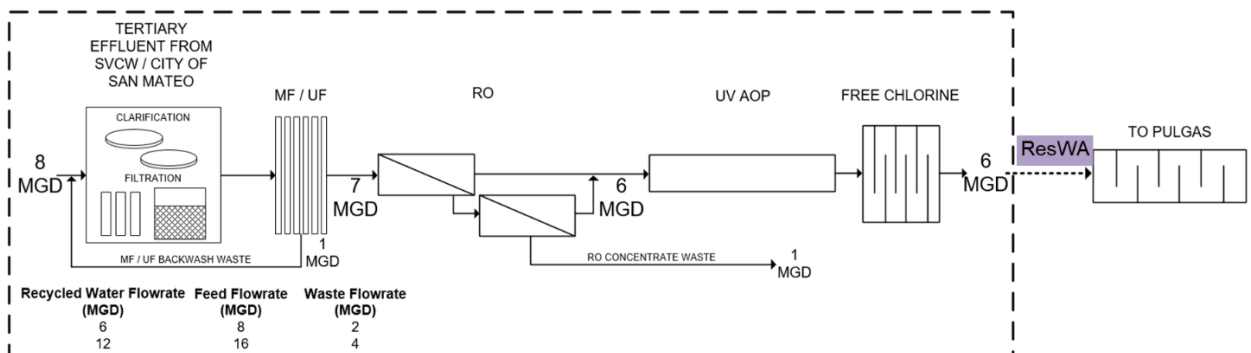 TERTIARY
EFFLUENT FROM
SVCW / CITY OF
SAN MATEO
CLARIFICATION
FILTRATION
8
MGD
MF / UF
7
MGD
1
MGD
MF / UF BACKWASH WASTE
RO
6
MGD
RO CONCENTRATE WASTE
1
MGD
UV AOP
FREE CHLORINE
6
MGD
ResWA
TO PULGAS
Recycled Water Flowrate Feed Flowrate Waste Flowrate
(MGD) (MGD) (MGD)
6 8 2
12 16 4